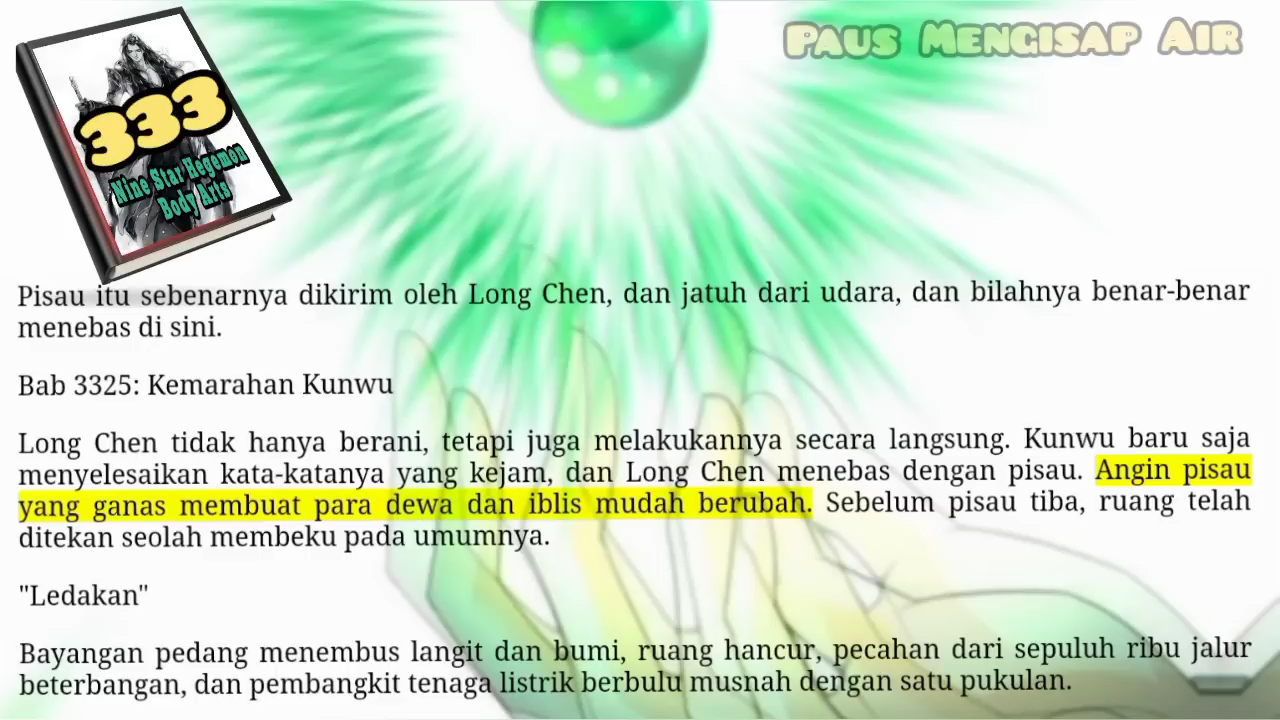 Paus Mengisap Air
333
Nine Star Hegemon
Body Arts
Pisau itu sebenarnya dikirim oleh Long Chen, dan jatuh dari udara, dan bilahnya benar-benar
menebas di sini.
Bab 3325: Kemarahan Kunwu
Long Chen tidak hanya berani, tetapi juga melakukannya secara langsung. Kunwu baru saja
menyelesaikan kata-katanya yang kejam, dan Long Chen menebas dengan pisau. Angin pisau
yang ganas membuat para dewa dan iblis mudah berubah. Sebelum pisau tiba, ruang telah
ditekan seolah membeku pada umumnya.
"Ledakan"
Bayangan pedang menembus langit dan bumi, ruang hancur, pecahan dari sepuluh ribu jalur
beterbangan, dan pembangkit tenaga listrik berbulu musnah dengan satu pukulan.